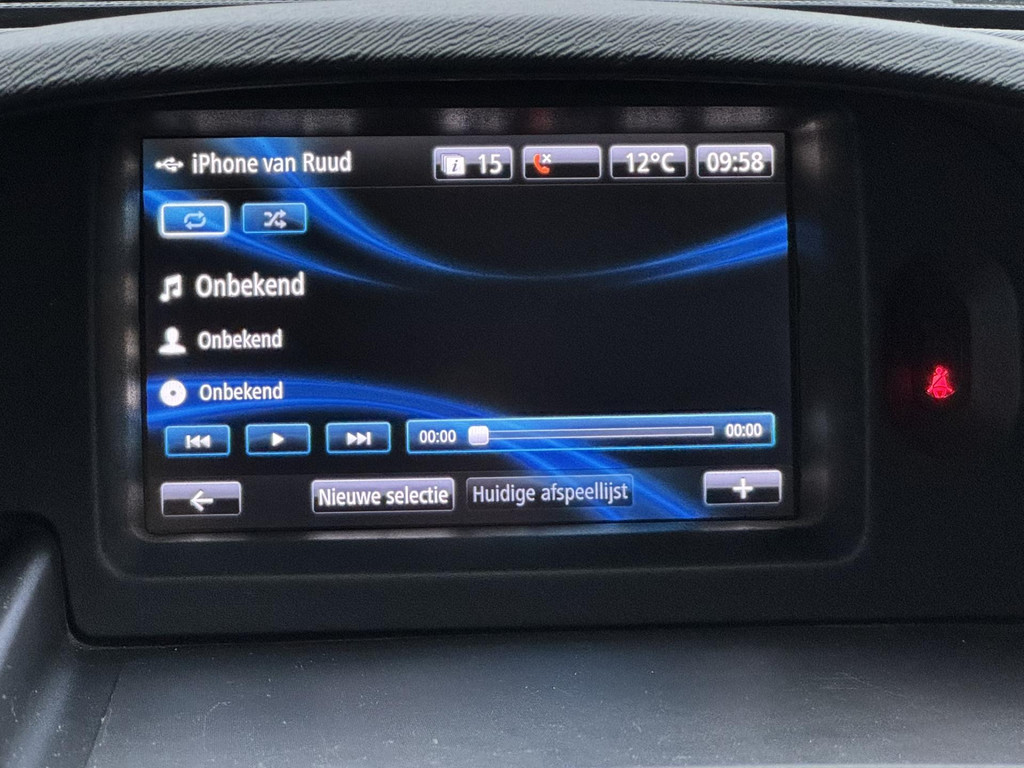 iPhone van Ruud 15 12°C 09:58
Onbekend
Onbekend
Onbekend
00:00 00:00
Nieuwe selectie Huidige afspeellijst